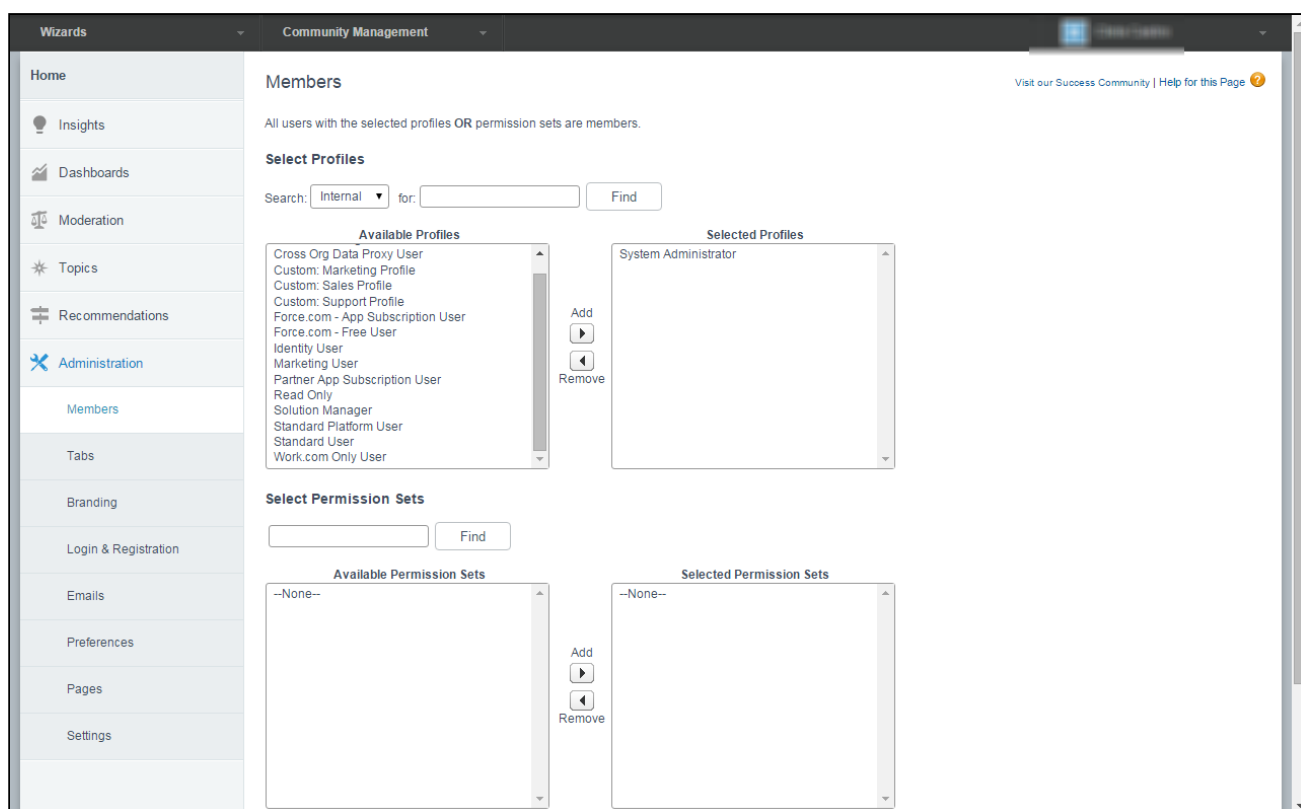 Wizards
Community Management
Home
Insights
Dashboards
Moderation
Topics
Recommendations
Administration
Members
Tabs
Branding
Login & Registration
Emails
Preferences
Pages
Settings
Members
Visit our Success Community | Help for this Page ?
All users with the selected profiles OR permission sets are members.
Select Profiles
Search: Internal for: Find
Available Profiles
Cross Org Data Proxy User
Custom: Marketing Profile
Custom: Sales Profile
Custom: Support Profile
Force.com - App Subscription User
Force.com - Free User
Identity User
Marketing User
Partner App Subscription User
Read Only
Solution Manager
Standard Platform User
Standard User
Work.com Only User
Add
Remove
Selected Profiles
System Administrator
Select Permission Sets
Find
Available Permission Sets
--None--
Add
Remove
Selected Permission Sets
--None--